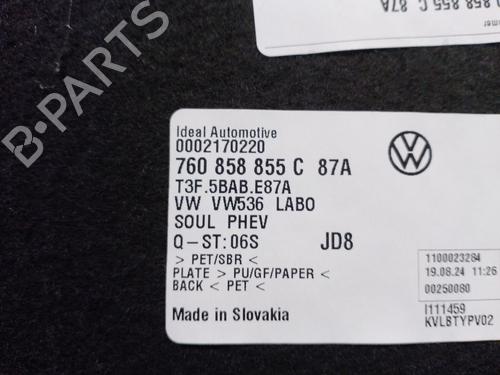 858 855 C 87A
B-PARTS
Ideal Automotive
0002170220
760 858 855 C 87A
T3F.5BAB.E87A
VW VW536 LABO
SOUL PHEV
Q-ST:06S JD8
> PET/SBR <
PLATE > PU/GF/PAPER <
BACK < PET <
Made in Slovakia
1100023284
19.08.24 11:26
00250080
I111459
KVLBTYPV02